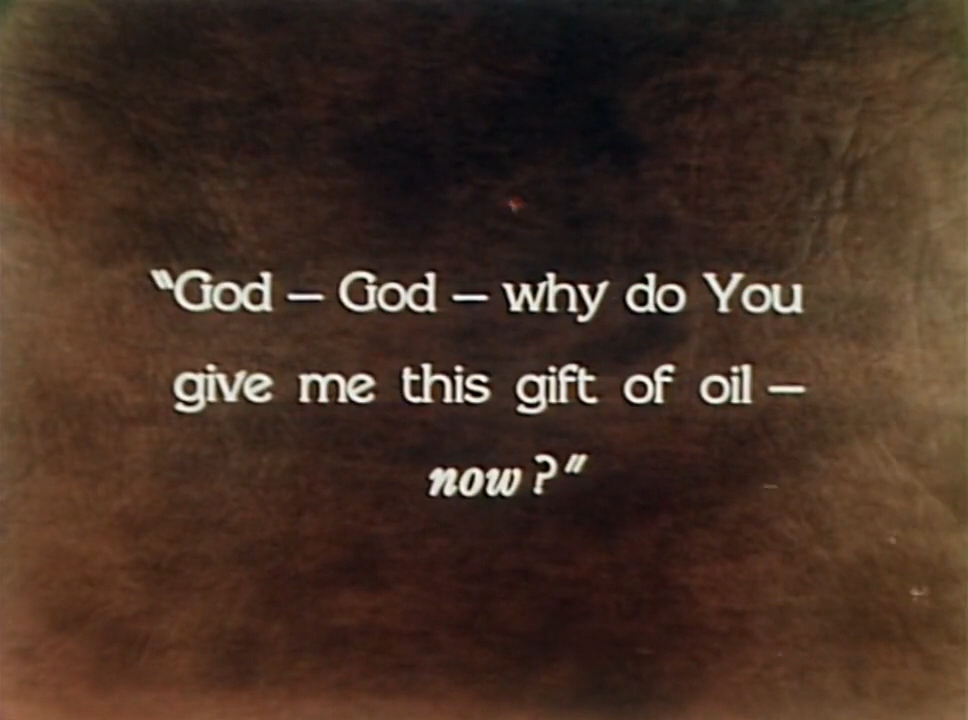 “God — God — why do You
give me this gift of oil —
now?”